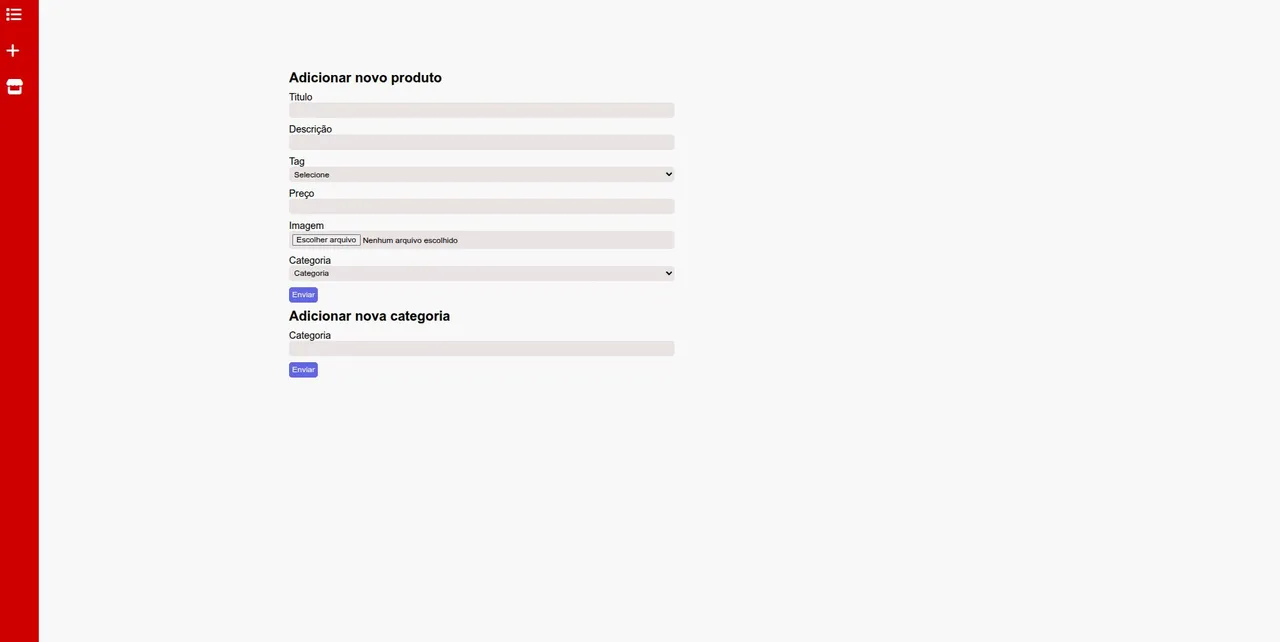 Adicionar novo produto
Titulo
Descrição
Tag
Selecione
Preço
Imagem
Escolher arquivo Nenhum arquivo escolhido
Categoria
Categoria
Enviar
Adicionar nova categoria
Categoria
Enviar